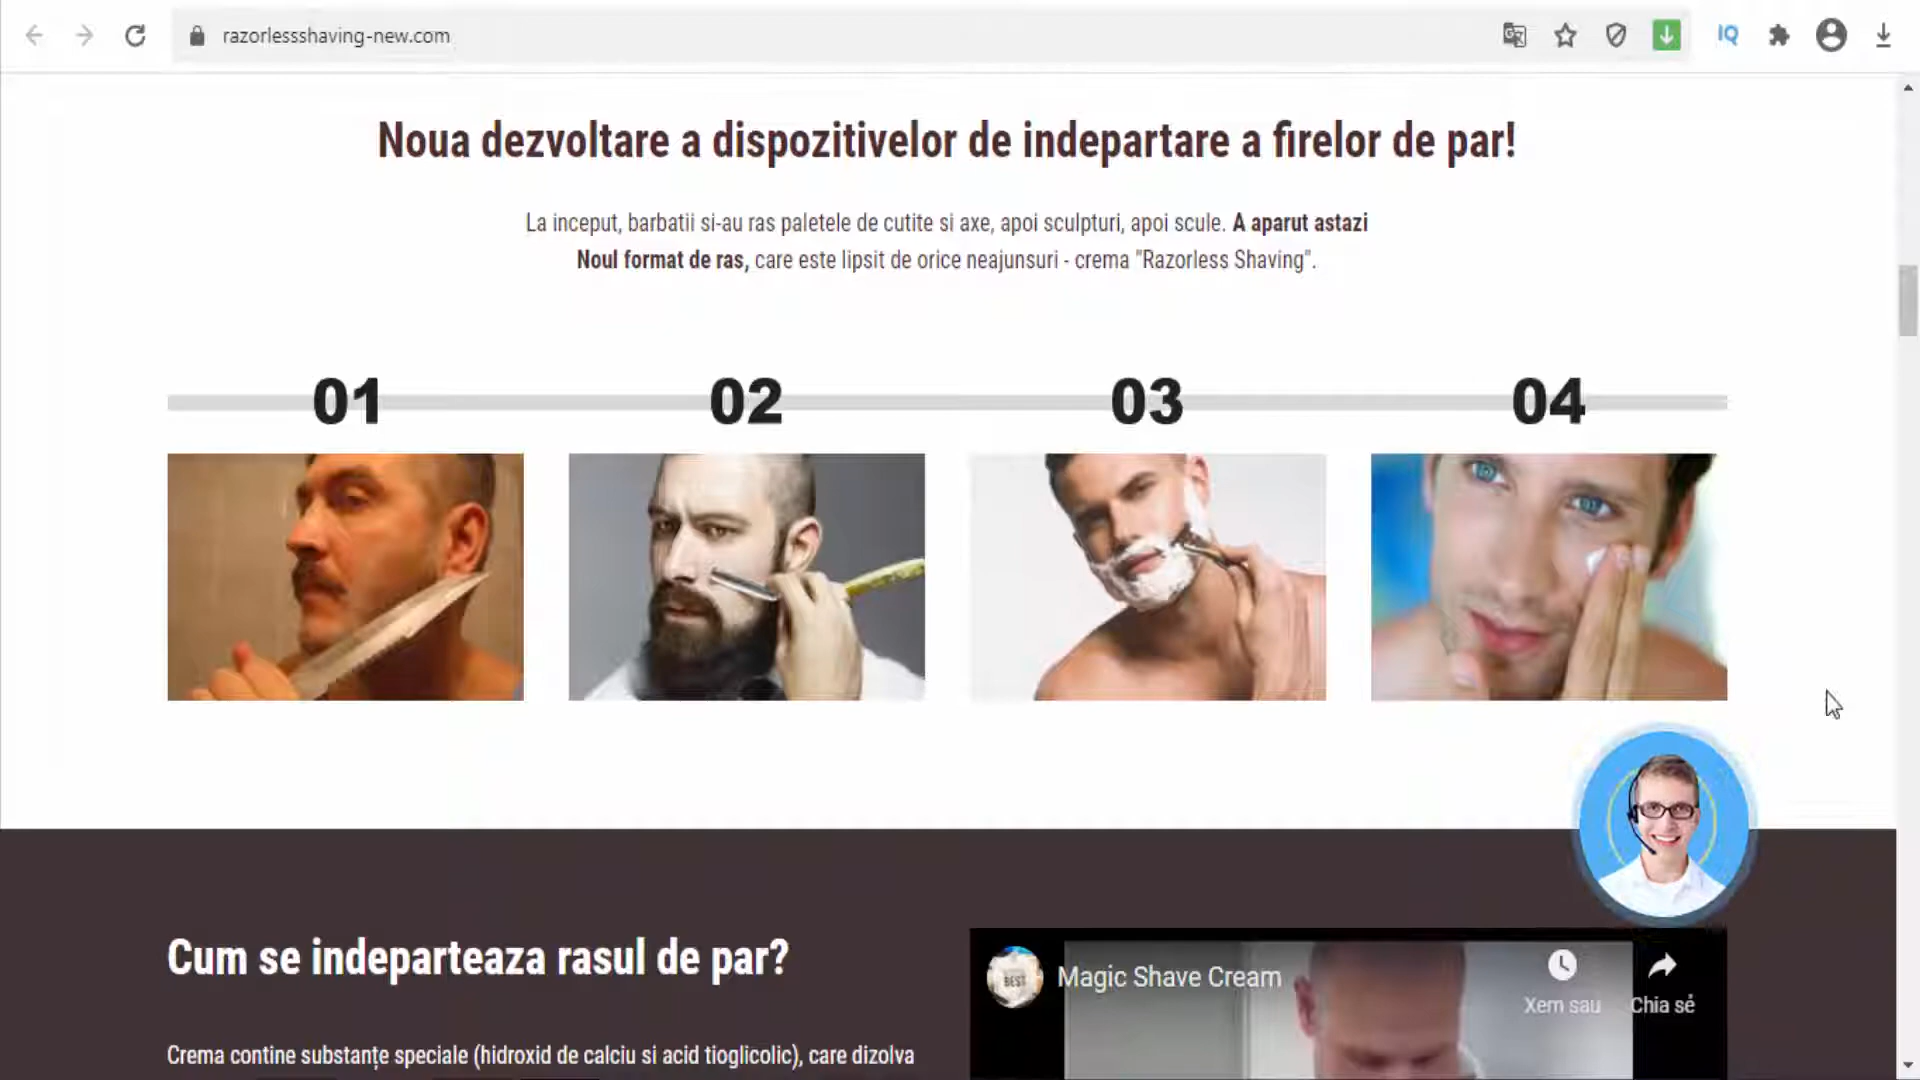 razorlessshaving-new.com
IQ
Noua dezvoltare a dispozitivelor de indepartare a firelor de par!
La inceput, barbatii si-au ras paletele de cutite si axe, apoi sculpturi, apoi scule. A aparut astazi
Noul format de ras, care este lipsit de orice neajunsuri - crema "Razorless Shaving".
01 02 03 04
Cum se indeparteaza rasul de par?
BEST
Magic Shave Cream
Xem sau
Chia sẻ
Crema contine substanțe speciale (hidroxid de calciu si acid tioglicolic), care dizolva